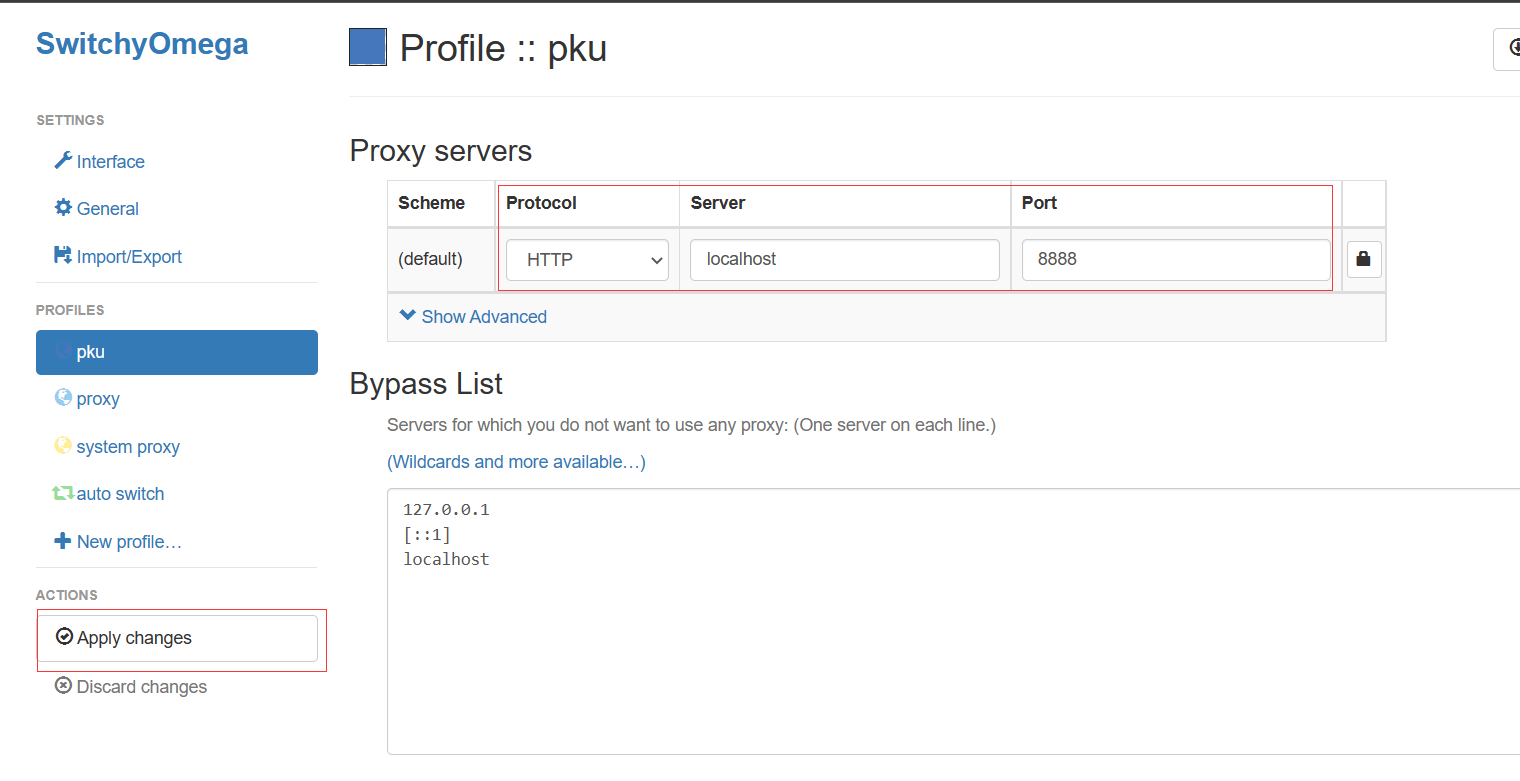 SwitchyOmega
SETTINGS
Interface
General
Import/Export
PROFILES
pku
proxy
system proxy
auto switch
New profile…
ACTIONS
Apply changes
Discard changes
Profile :: pku
Proxy servers
Scheme Protocol Server Port
(default) HTTP localhost 8888
Show Advanced
Bypass List
Servers for which you do not want to use any proxy: (One server on each line.)
(Wildcards and more available…)
127.0.0.1
[::1]
localhost